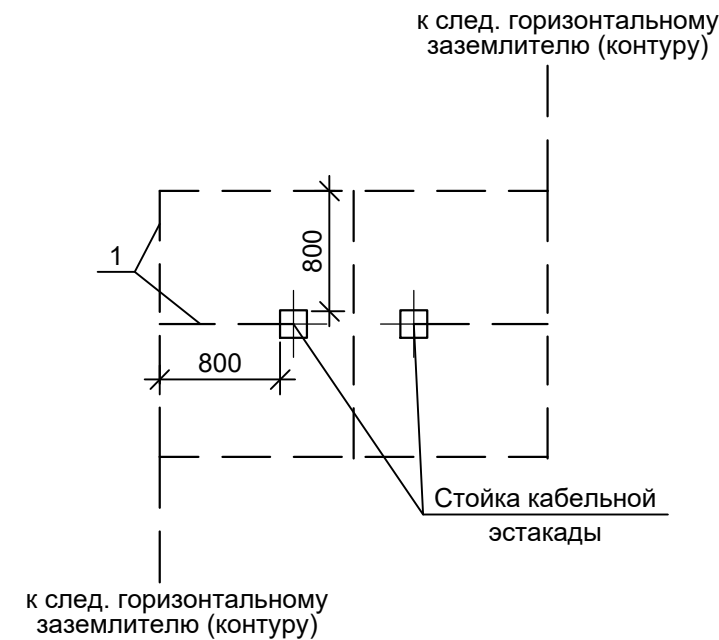 к след. горизонтальному
заземлителю (контуру)
1
800
800
Стойка кабельной
эстакады
к след. горизонтальному
заземлителю (контуру)